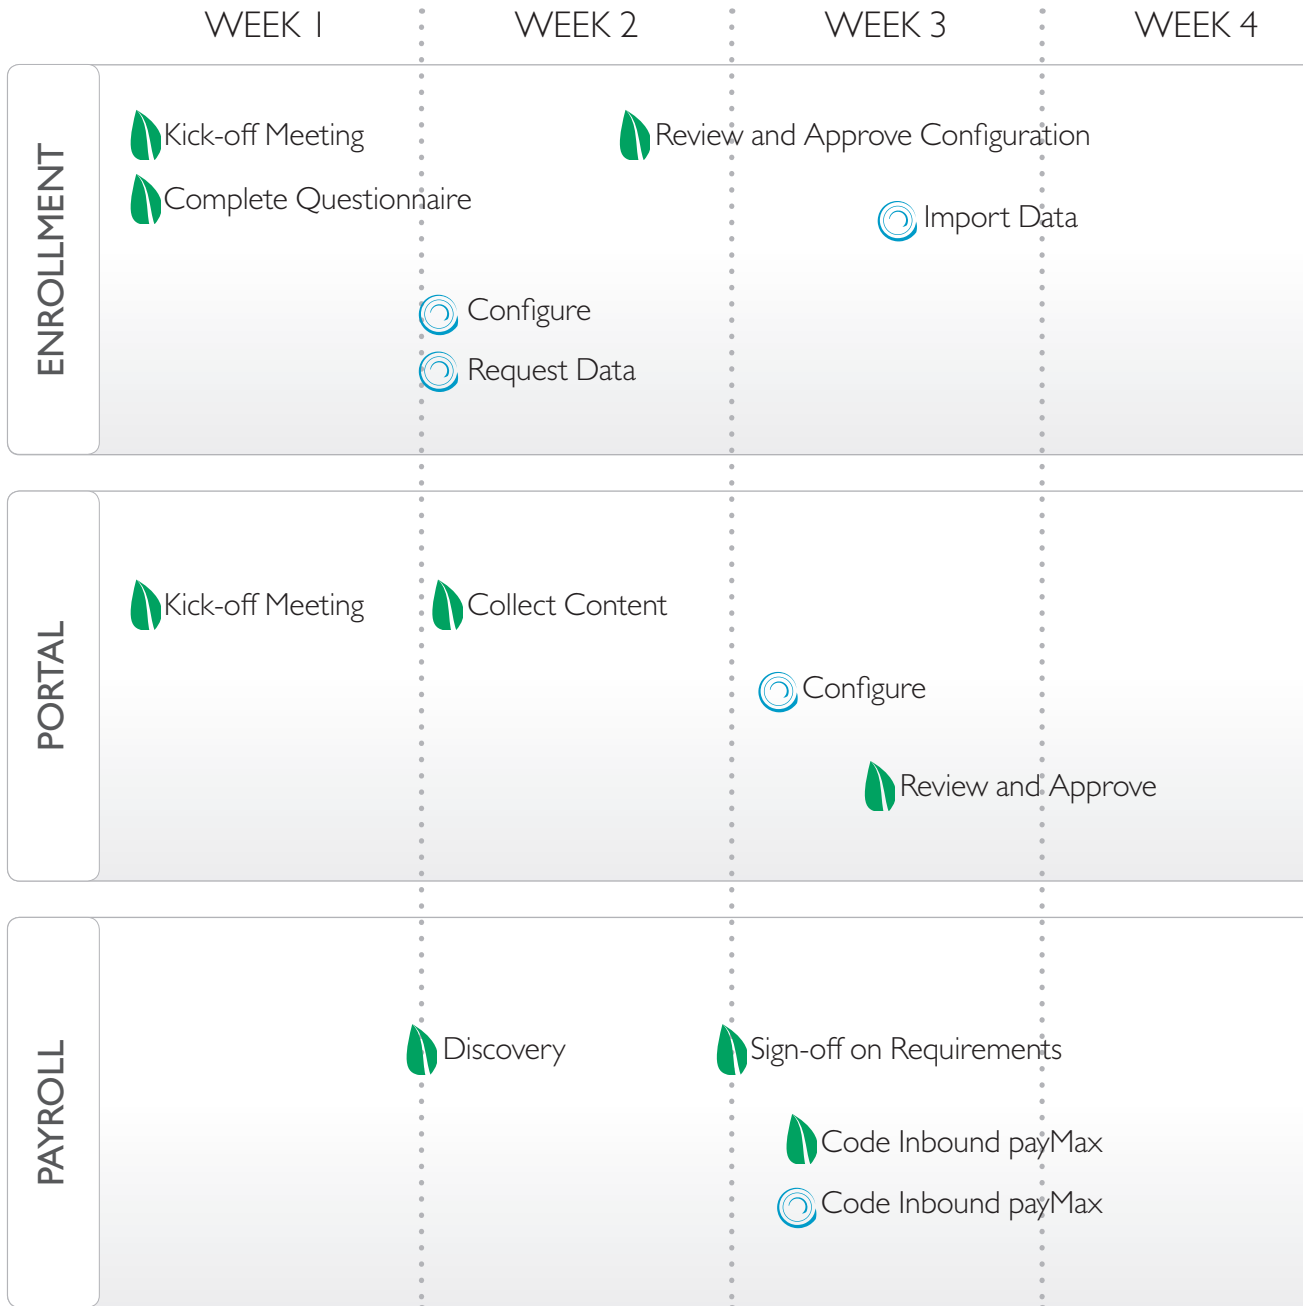 WEEK 1
WEEK 2
WEEK 3
WEEK 4
ENROLLMENT
Kick-off Meeting
Review and Approve Configuration
Complete Questionnaire
Import Data
Configure
Request Data
PORTAL
Kick-off Meeting
Collect Content
Configure
Review and Approve
PAYROLL
Discovery
Sign-off on Requirements
Code Inbound payMax
Code Inbound payMax